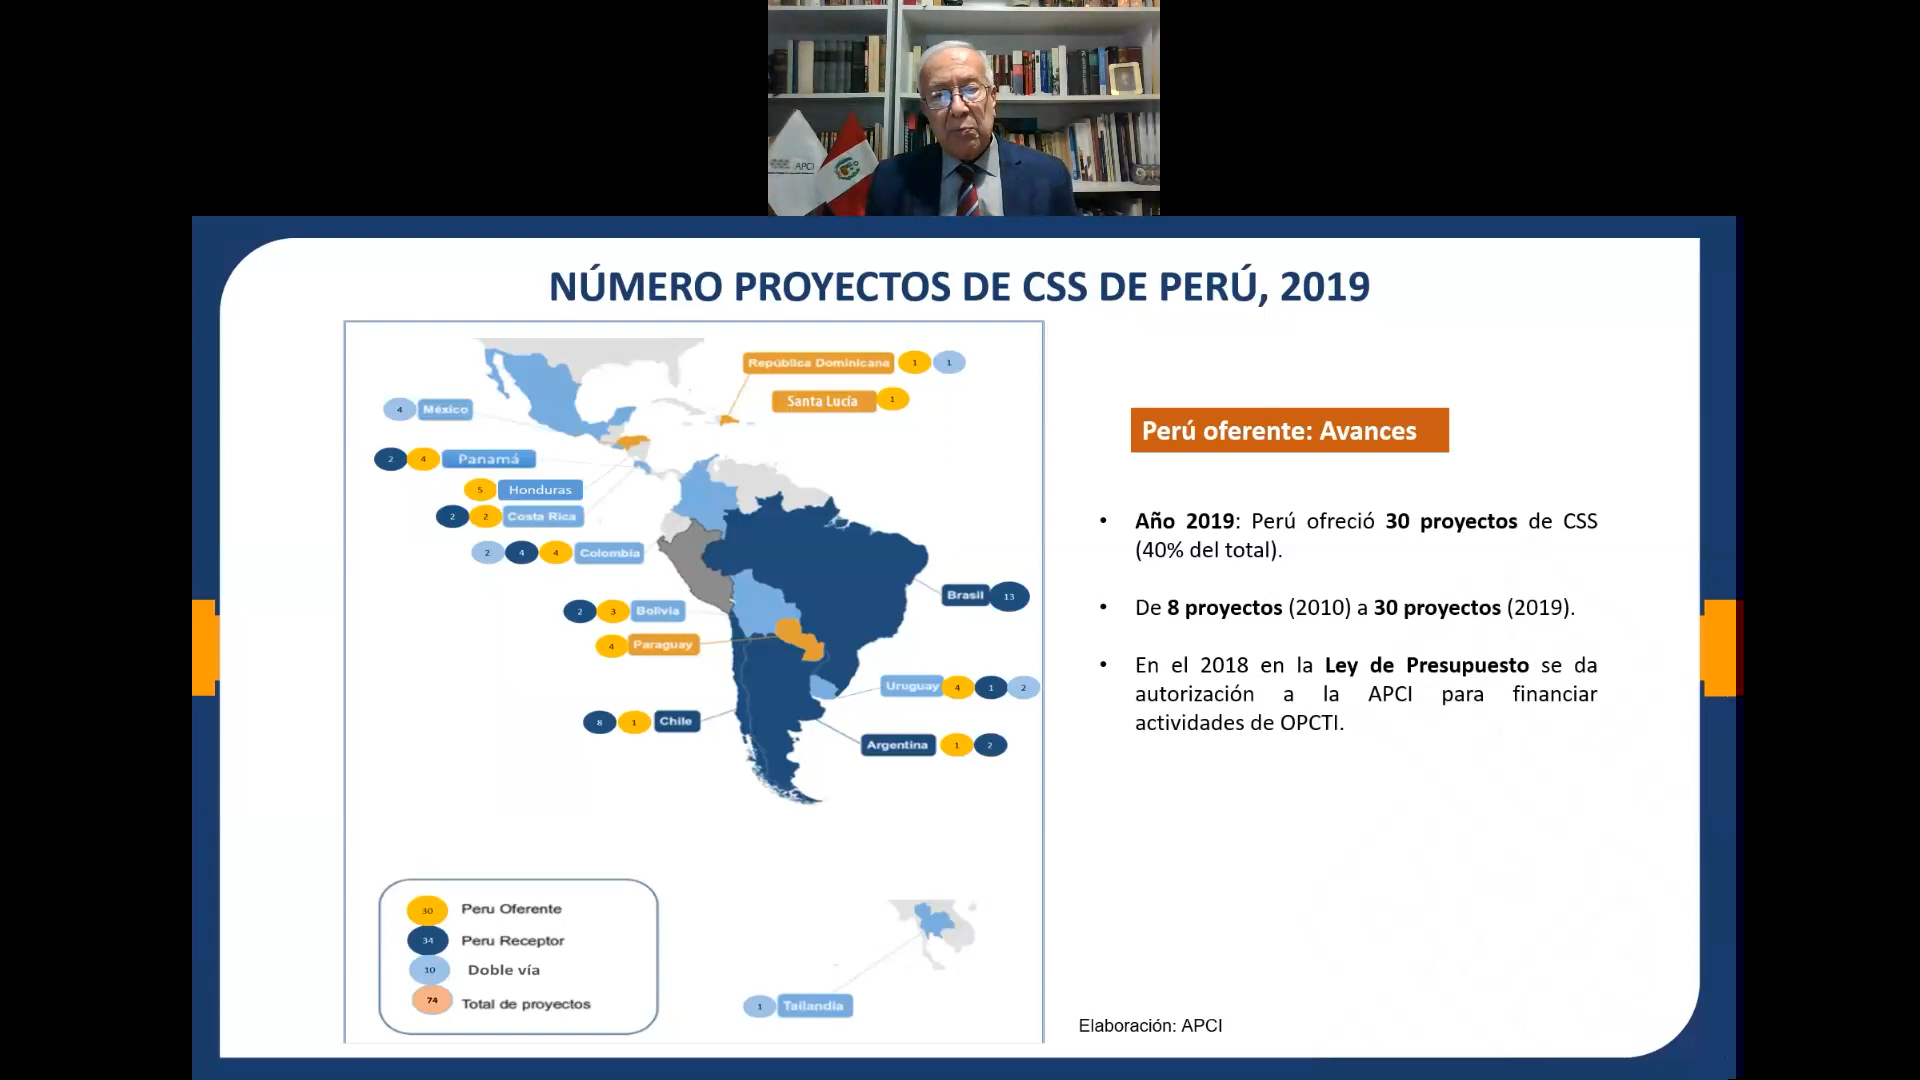 APCI
NÚMERO PROYECTOS DE CSS DE PERÚ, 2019
República Dominicana 1 1
Santa Lucía 1
4 México
2 4 Panamá
5 Honduras
2 2 Costa Rica
2 4 4 Colombia
2 3 Bolivia
4 Paraguay
8 1 Chile
Brasil 13
Uruguay 4 1 2
Argentina 1 2
30 Peru Oferente
34 Peru Receptor
10 Doble vía
74 Total de proyectos
1 Tailandia
Perú oferente: Avances
• Año 2019: Perú ofreció 30 proyectos de CSS
(40% del total).
• De 8 proyectos (2010) a 30 proyectos (2019).
• En el 2018 en la Ley de Presupuesto se da
autorización a la APCI para financiar
actividades de OPCTI.
Elaboración: APCI